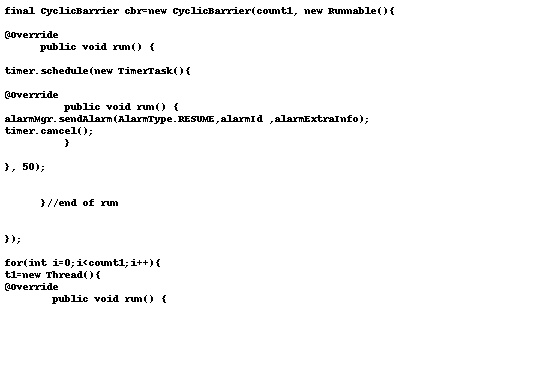 final CyclicBarrier cbr=new CyclicBarrier(count1, new Runnable(){
@Override
public void run() {
timer.schedule(new TimerTask(){
@Override
public void run() {
alarmMgr.sendAlarm(AlarmType.RESUME,alarmId ,alarmExtraInfo);
timer.cancel();
}
}, 50);
}//end of run
});
for(int i=0;i<count1;i++){
t1=new Thread(){
@Override
public void run() {